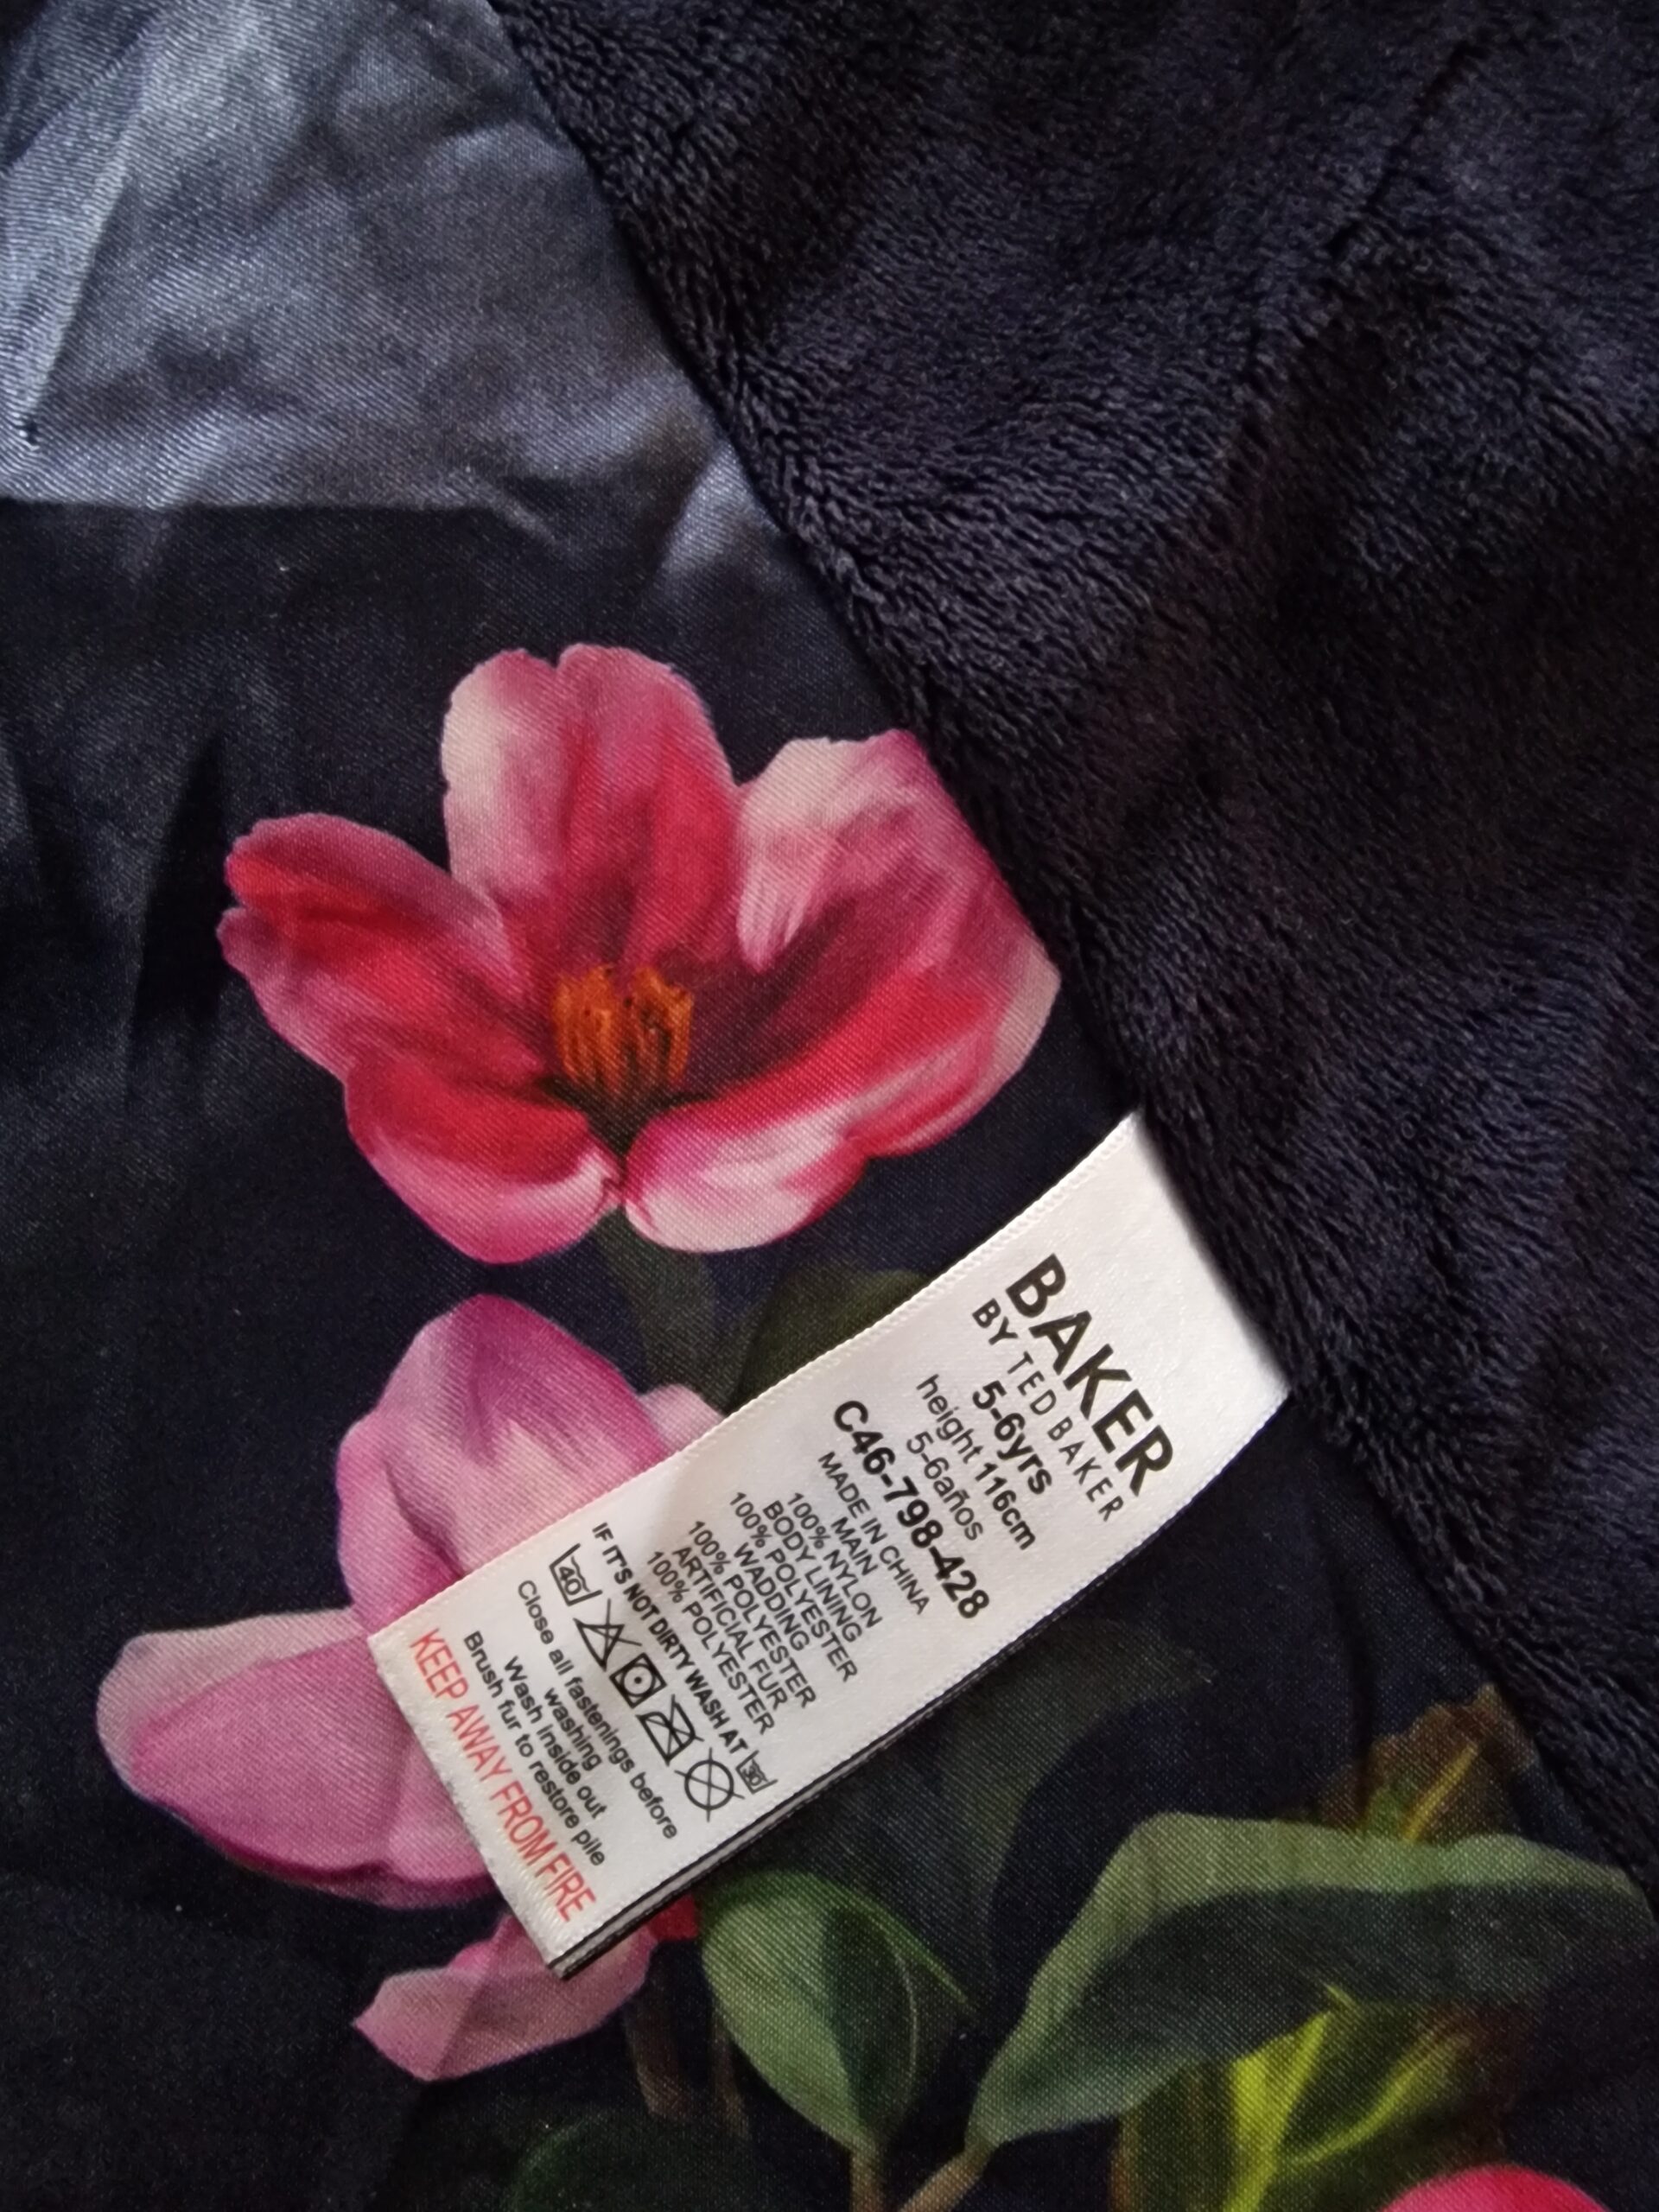 BAKER
BY TED BAKER
5-6yrs
height 116cm
5-6años
C46-798-428
MADE IN CHINA
MAIN
100% NYLON
BODY LINING
100% POLYESTER
WADDING
100% POLYESTER
ARTIFICIAL FUR
100% POLYESTER
IF IT'S NOT DIRTY WASH AT 30
40
Close all fastenings before
washing
Wash inside out
Brush fur to restore pile
KEEP AWAY FROM FIRE